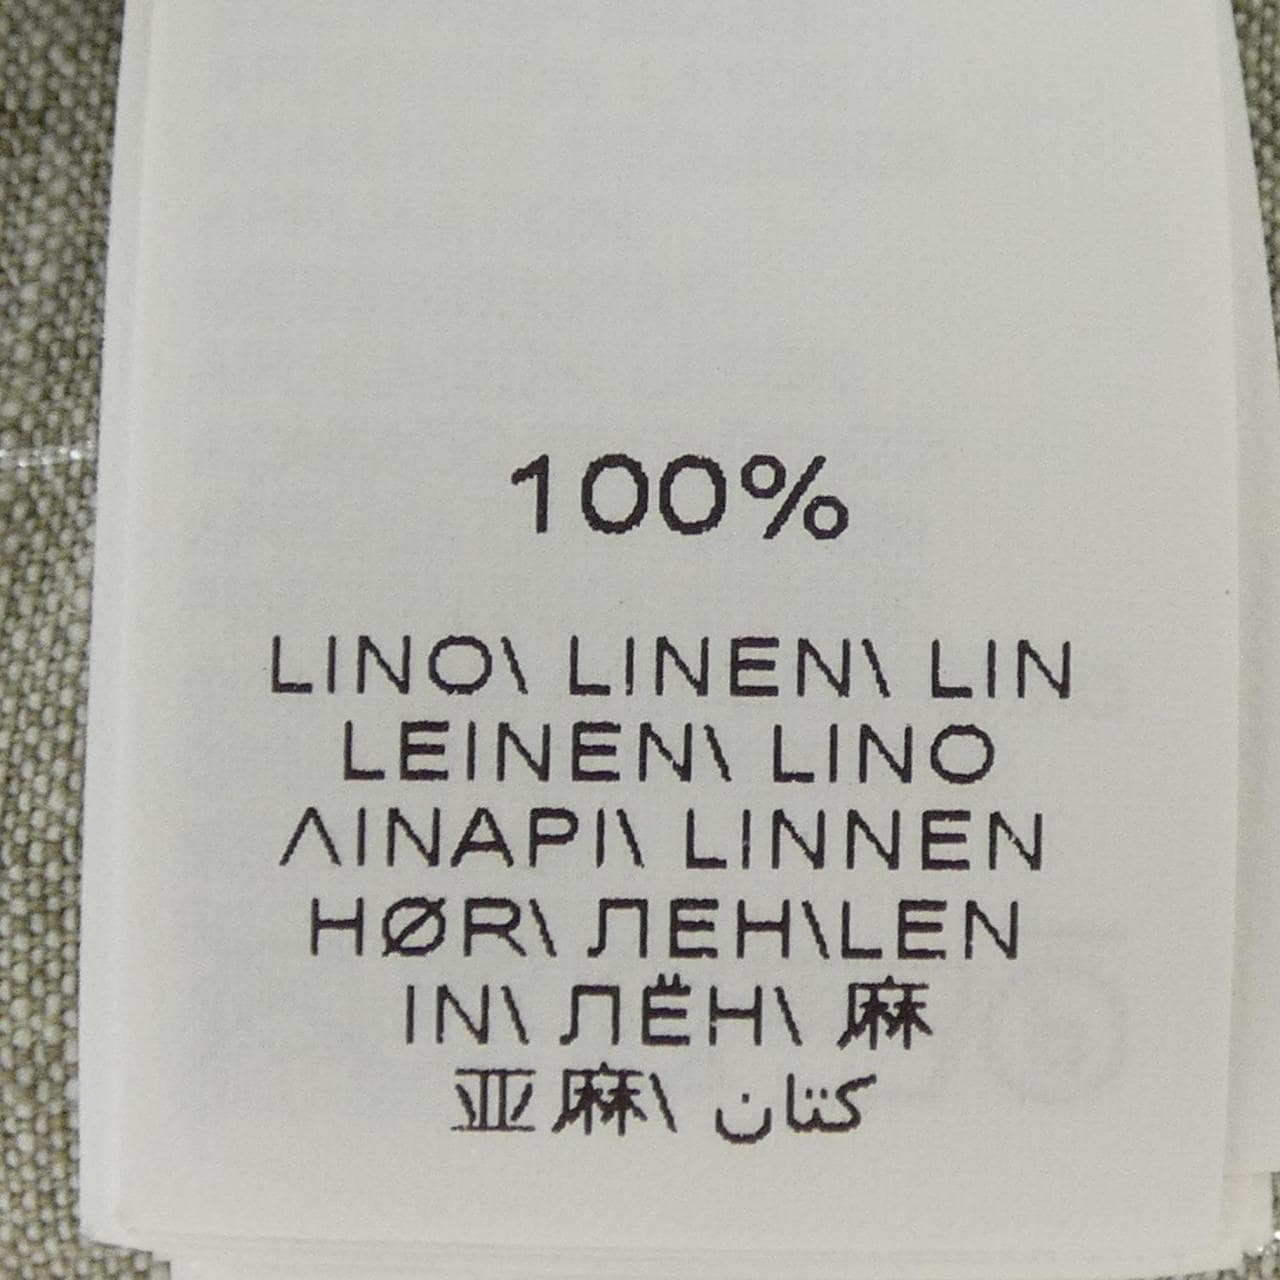 100%
LINO\ LINEN\ LIN
LEINEN\ LINO
ΛΙΝΑΡΙ\ LINNEN
HØR\ ЛЕН\LEN
IN\ ЛЁН\ 麻
亚麻\ كتان